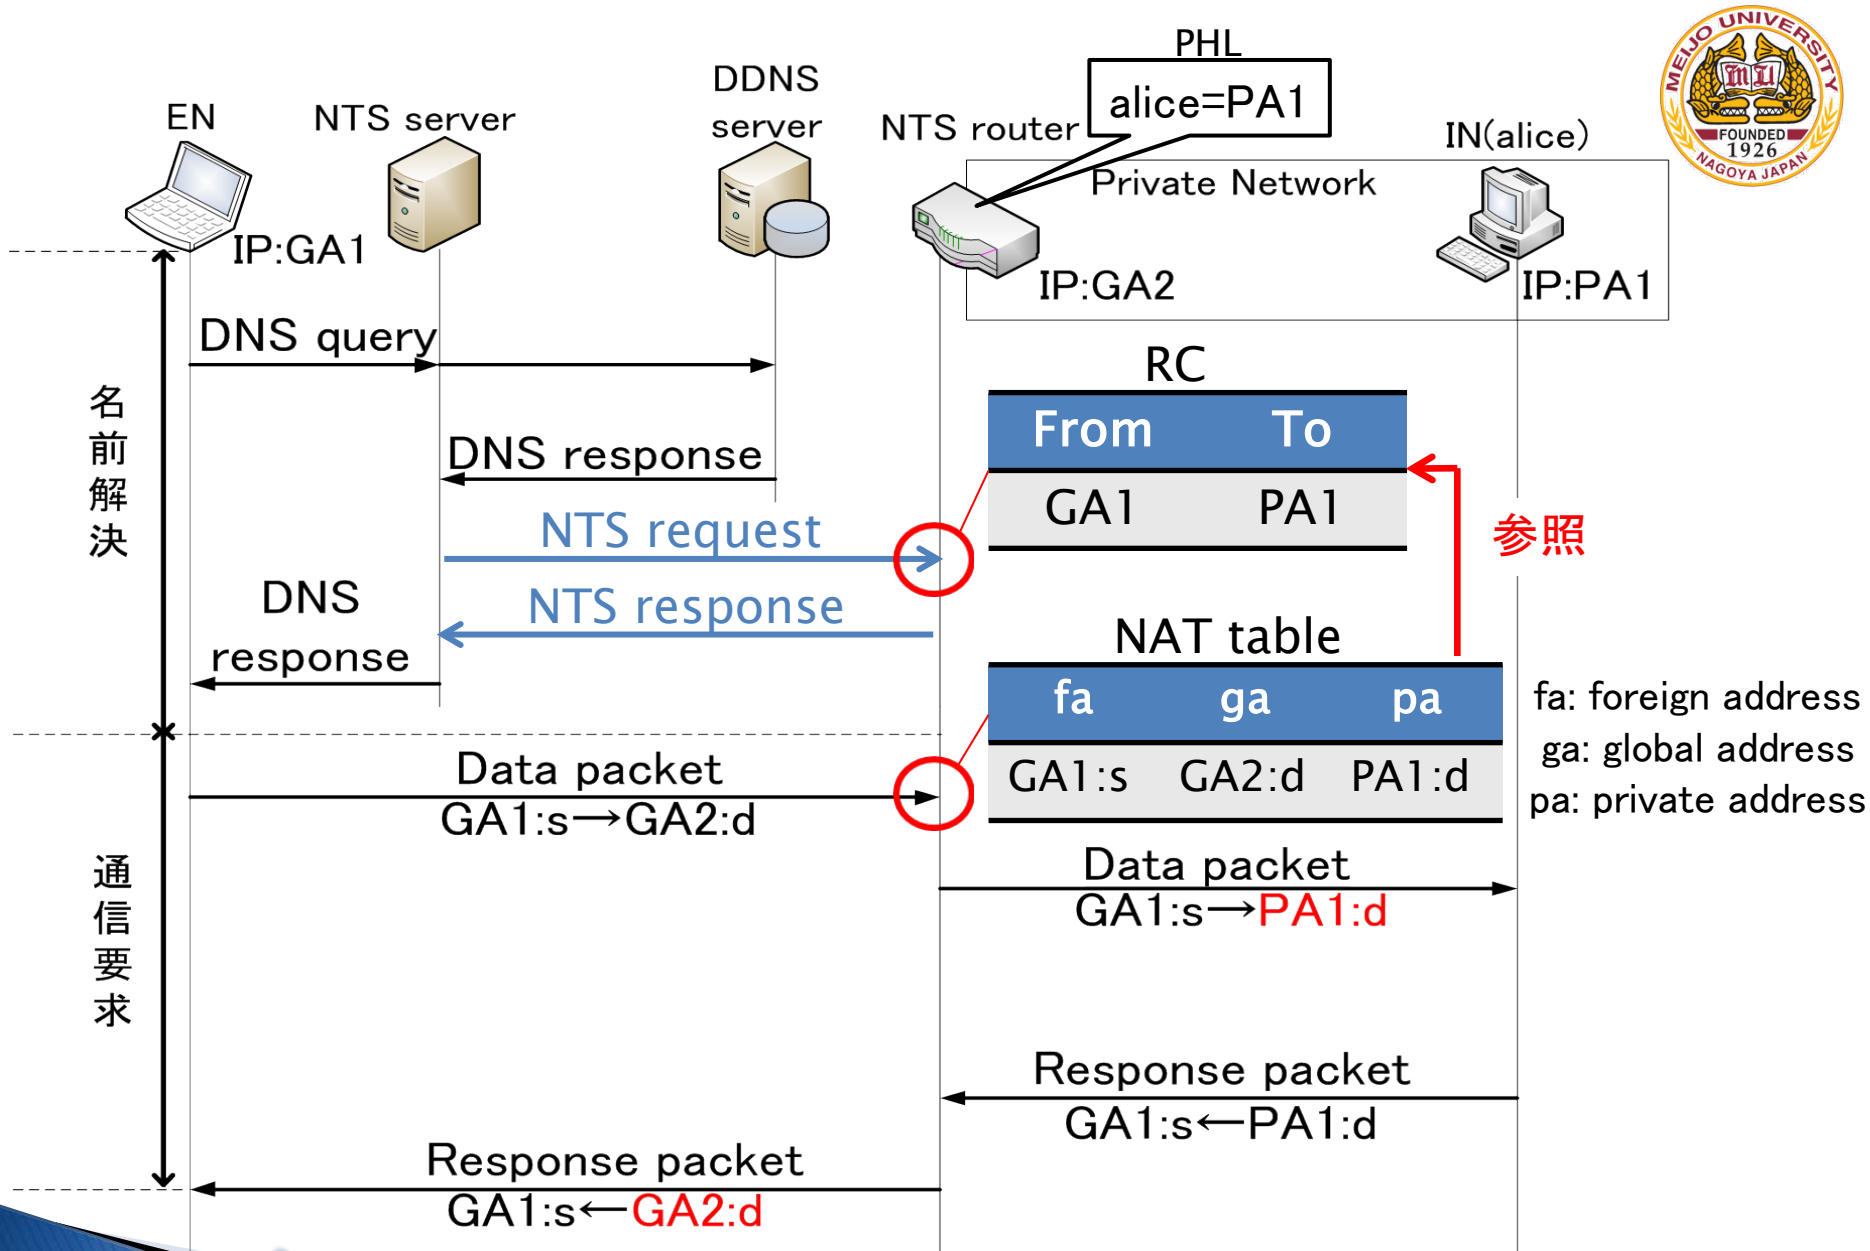 PHL
alice=PA1
EN
NTS server
DDNS
server
NTS router
IN(alice)
Private Network
IP:GA1
IP:GA2
IP:PA1
MEIJO UNIVERSITY
FOUNDED
1926
NAGOYA JAPAN
名前解決
DNS query
DNS response
NTS request
NTS response
DNS
response
RC
From To
GA1 PA1
参照
NAT table
fa ga pa
GA1:s GA2:d PA1:d
fa: foreign address
ga: global address
pa: private address
通信要求
Data packet
GA1:s→GA2:d
Data packet
GA1:s→PA1:d
Response packet
GA1:s←PA1:d
Response packet
GA1:s←GA2:d